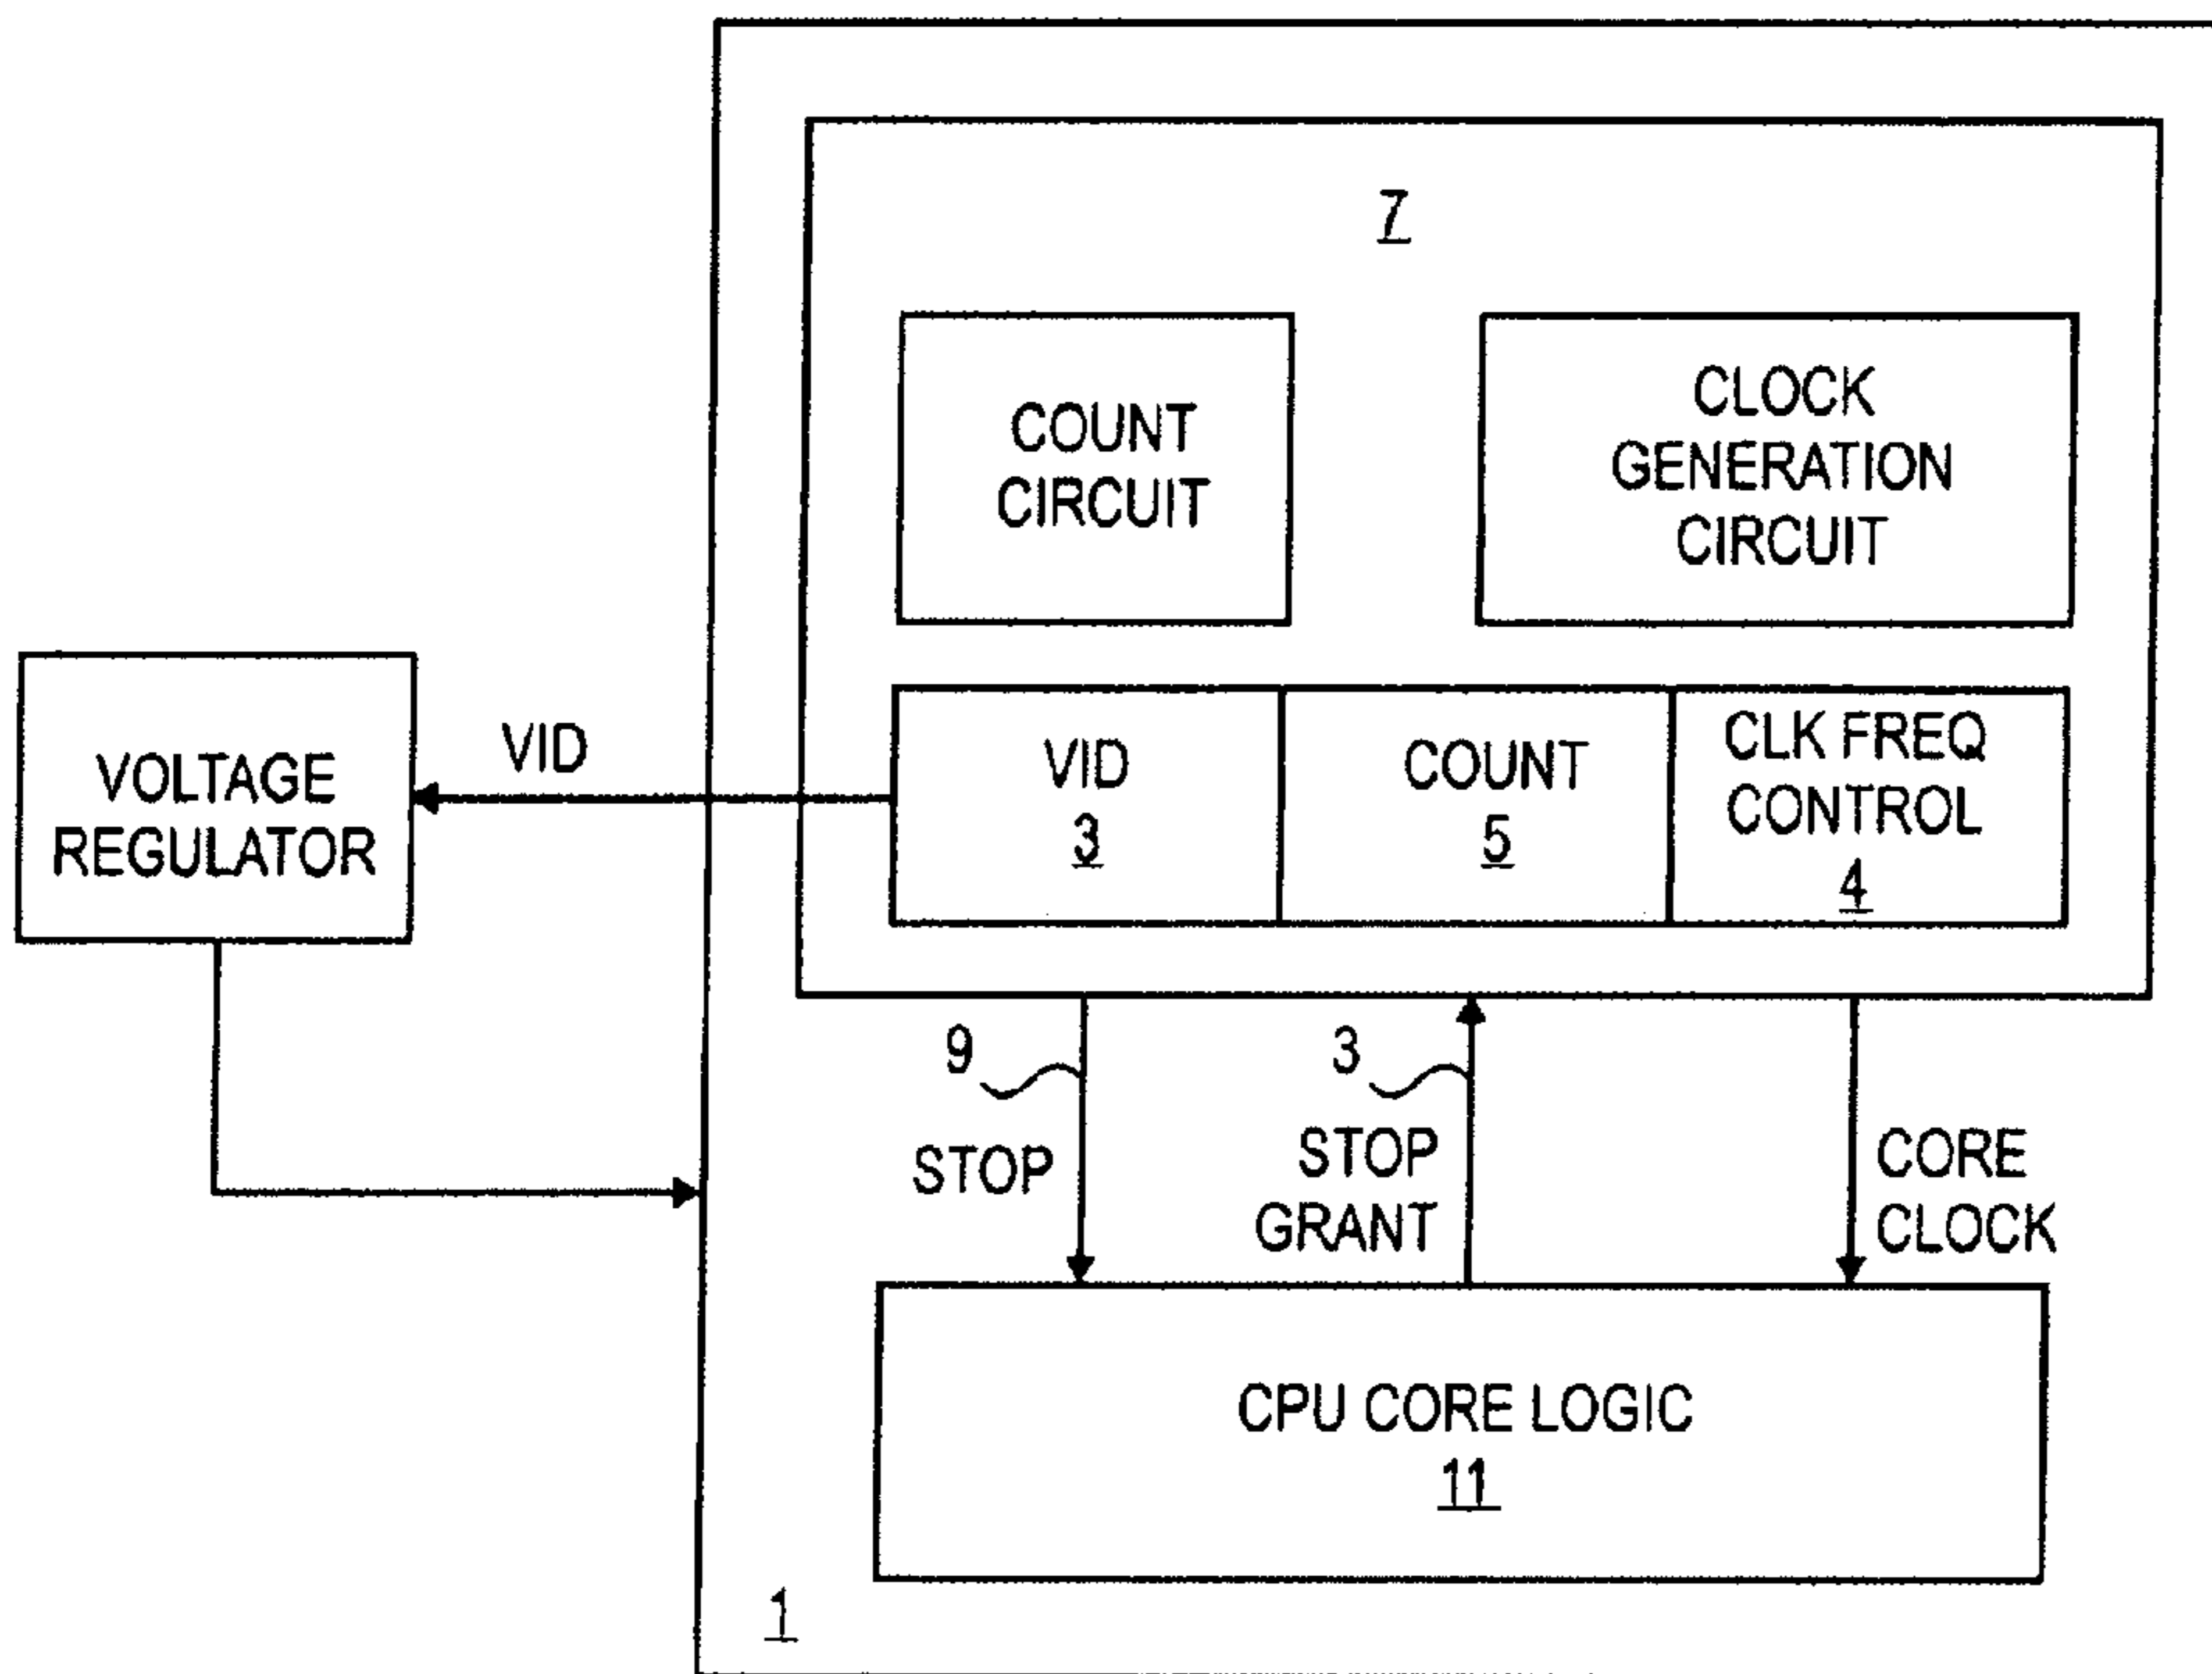 7
COUNT
CIRCUIT
CLOCK
GENERATION
CIRCUIT
VOLTAGE
REGULATOR
VID
VID
3
COUNT
5
CLK FREQ
CONTROL
4
9
STOP
3
STOP
GRANT
CORE
CLOCK
CPU CORE LOGIC
11
1